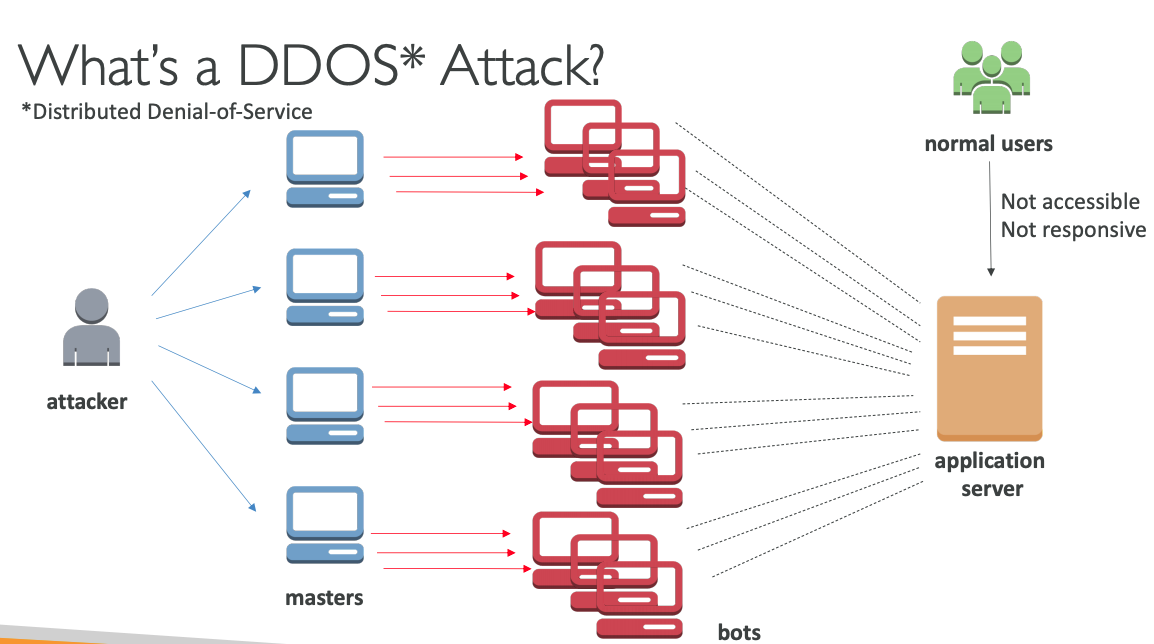 What's a DDOS* Attack?
*Distributed Denial-of-Service
normal users
Not accessible
Not responsive
attacker
application
server
masters
bots